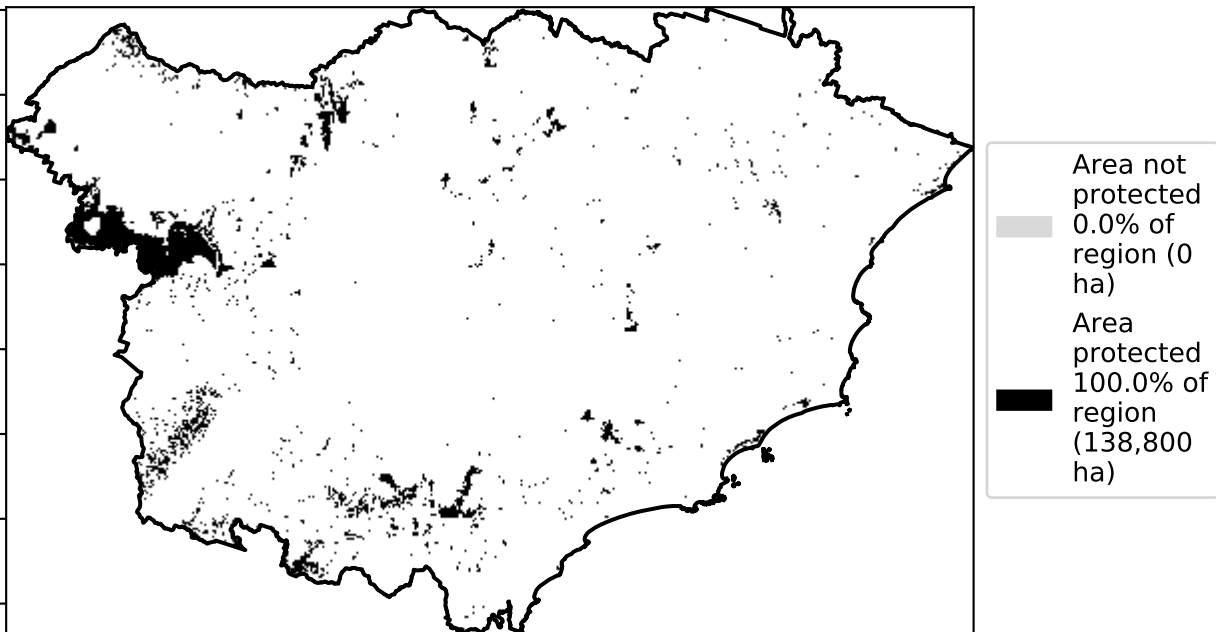 Area not
protected
0.0% of
region (0
ha)
Area
protected
100.0% of
region
(138,800
ha)